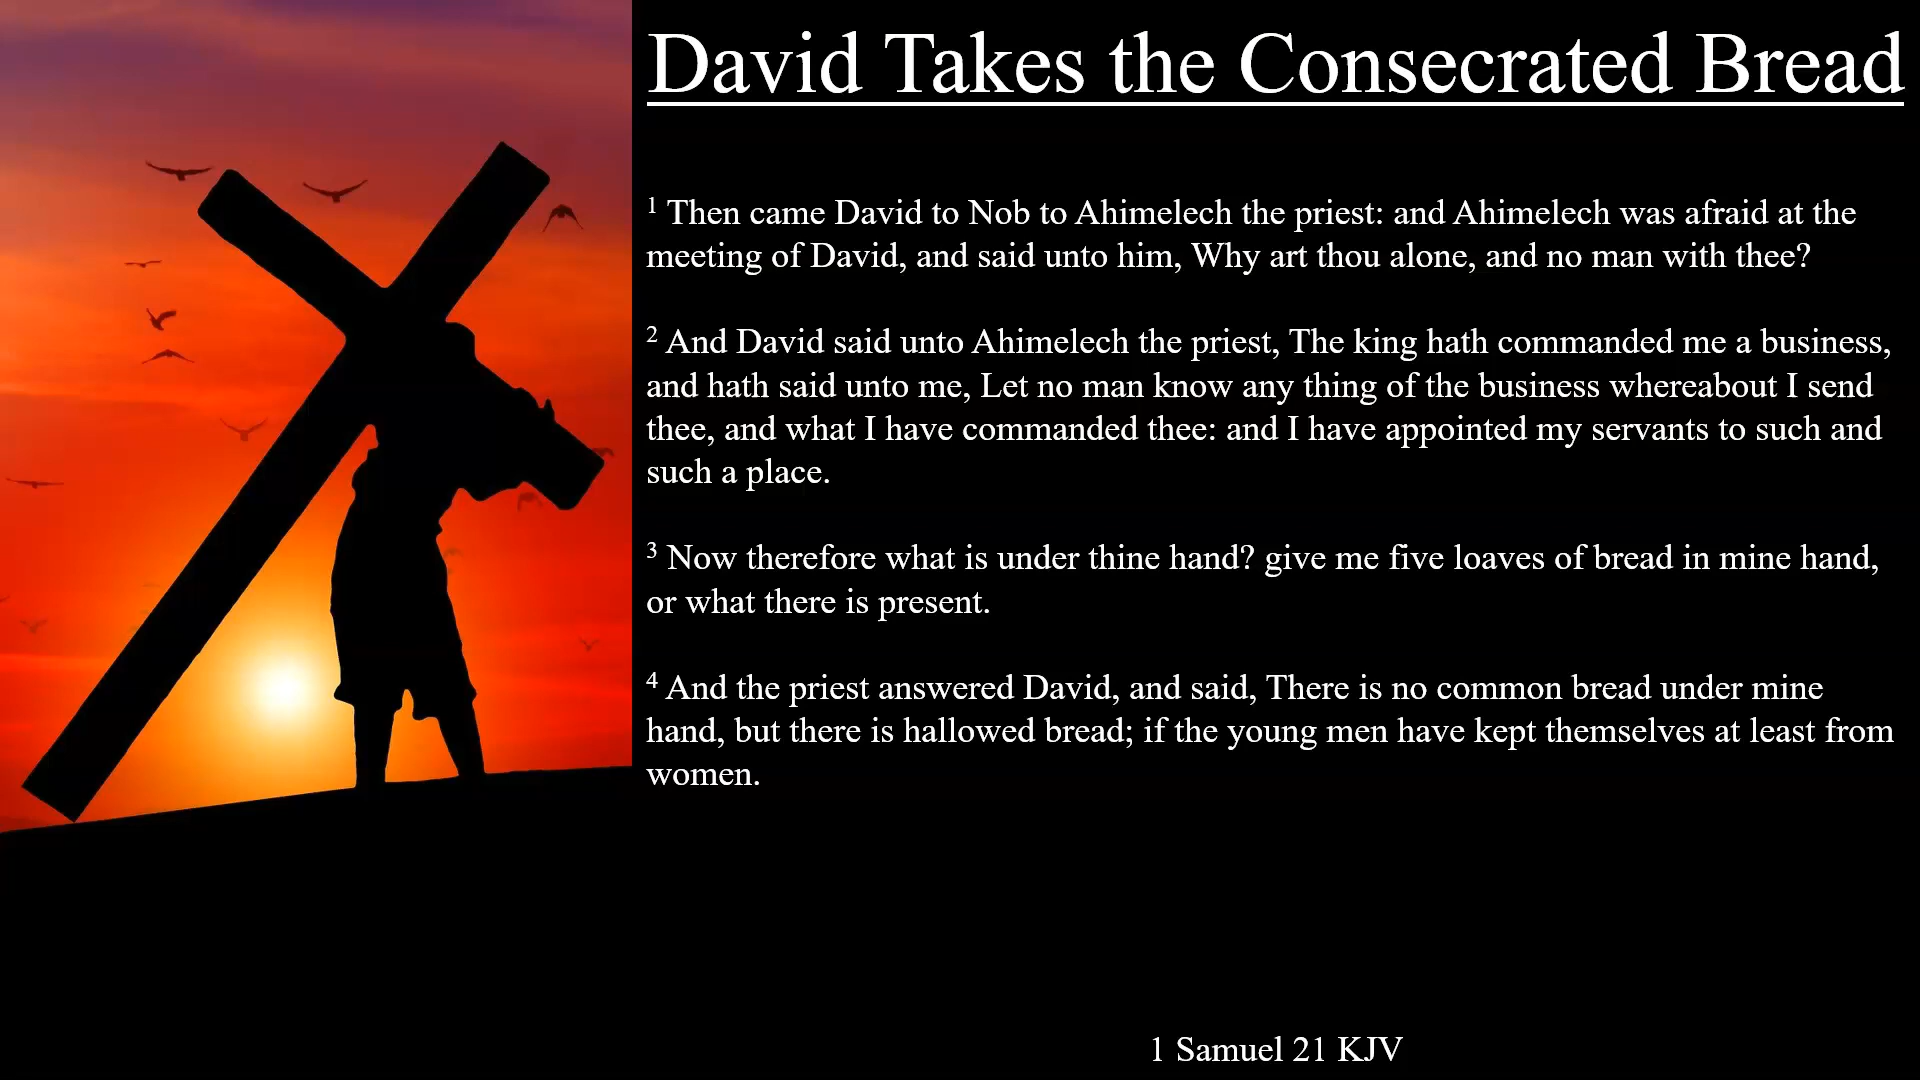 David Takes the Consecrated Bread
1 Then came David to Nob to Ahimelech the priest: and Ahimelech was afraid at the
meeting of David, and said unto him, Why art thou alone, and no man with thee?
2 And David said unto Ahimelech the priest, The king hath commanded me a business,
and hath said unto me, Let no man know any thing of the business whereabout I send
thee, and what I have commanded thee: and I have appointed my servants to such and
such a place.
3 Now therefore what is under thine hand? give me five loaves of bread in mine hand,
or what there is present.
4 And the priest answered David, and said, There is no common bread under mine
hand, but there is hallowed bread; if the young men have kept themselves at least from
women.
1 Samuel 21 KJV